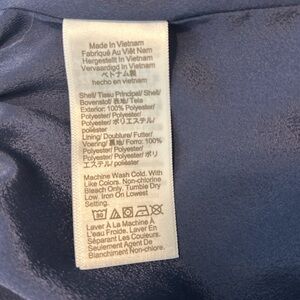 Made In Vietnam
Fabriqué Au Viêt Nam
Hergestellt In Vietnam
Vervaardigd In Vietnam
ベトナム製
hecho en vietnam
Shell/ Tissu Principal/ Shell/
Bovenstof/ 表地/ Tela
Exterior: 100% Polyester/
Polyester/ Polyester/
Polyester/ ポリエステル/
poliéster
Lining/ Doublure/ Futter/
Voering/ 裏地/ Forro: 100%
Polyester/ Polyester/
Polyester/ Polyester/ ポリ
エステル/ poliéster
Machine Wash Cold. With
Like Colors. Non-chlorine
Bleach Only. Tumble Dry
Low. Iron On Lowest
Setting.
Laver À La Machine À
L'eau Froide. Laver En
Séparant Les Couleurs.
Seulement Agent De
Blanchiment Non-chlore.